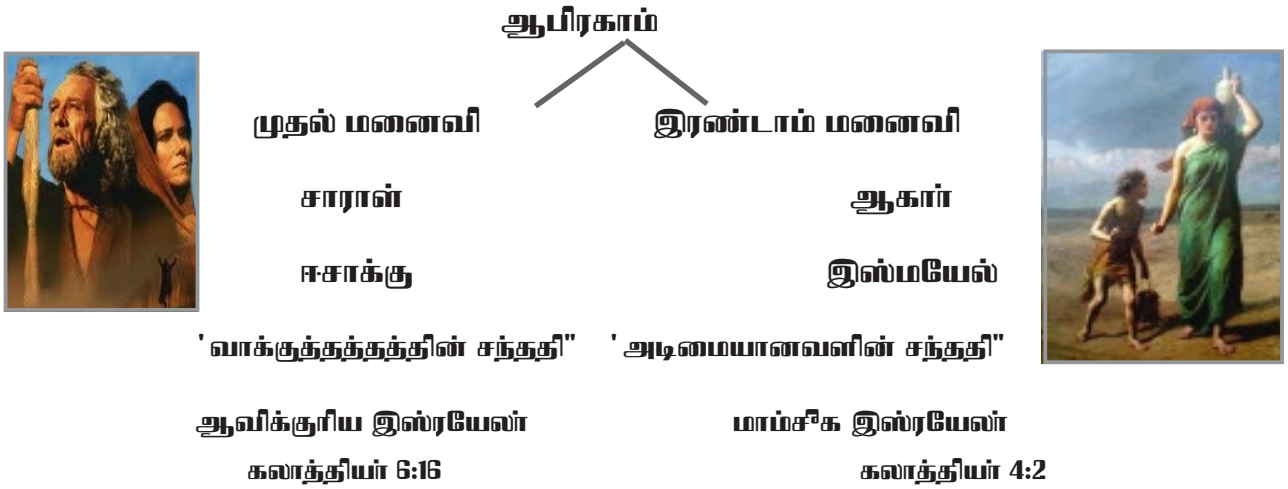 ஆபிரகாம்
முதல் மனைவி
இரண்டாம் மனைவி
சாராள்
ஆகார்
ஈசாக்கு
இஸ்மயேல்
'வாக்குத்தத்தத்தின் சந்ததி"
'அடிமையானவளின் சந்ததி"
ஆவிக்குரிய இஸ்ரயேலர்
மாம்சீக இஸ்ரயேலர்
கலாத்தியர் 6:16
கலாத்தியர் 4:2